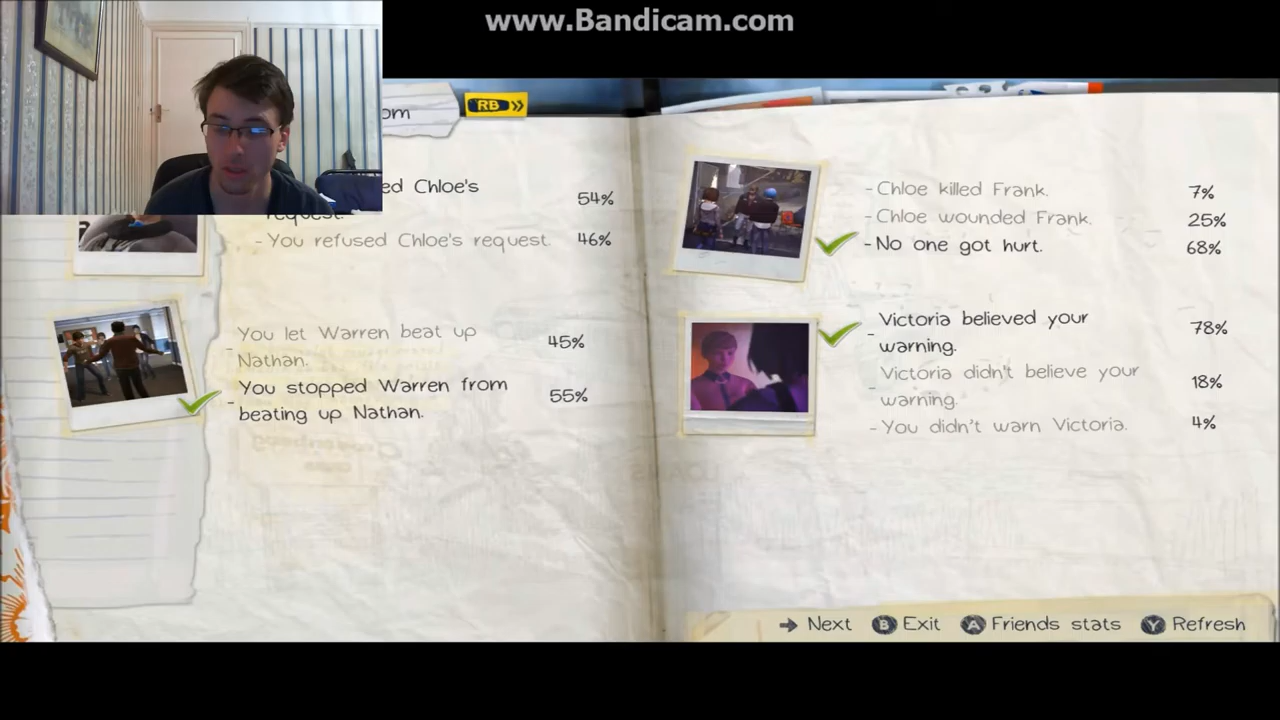 www.Bandicam.com
om
RB
ed Chloe's
request.
54%
- You refused Chloe's request. 46%
You let Warren beat up
- Nathan.
45%
You stopped Warren from
- beating up Nathan.
55%
- Chloe killed Frank. 7%
- Chloe wounded Frank. 25%
- No one got hurt. 68%
Victoria believed your
- warning.
78%
Victoria didn't believe your
- warning.
18%
- You didn't warn Victoria. 4%
Next B Exit A Friends stats Y Refresh